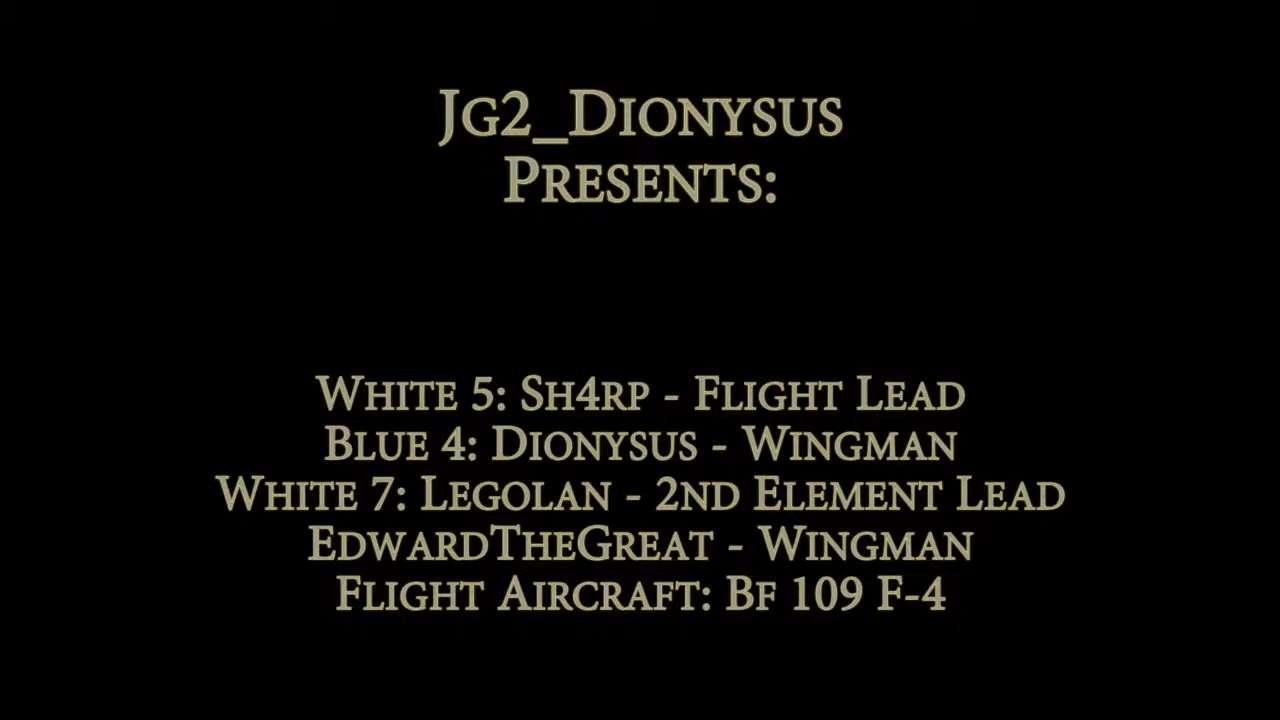 Jg2_Dionysus
Presents:
White 5: Sh4rp - Flight Lead
Blue 4: Dionysus - Wingman
White 7: Legolan - 2nd Element Lead
EdwardTheGreat - Wingman
Flight Aircraft: Bf 109 F-4